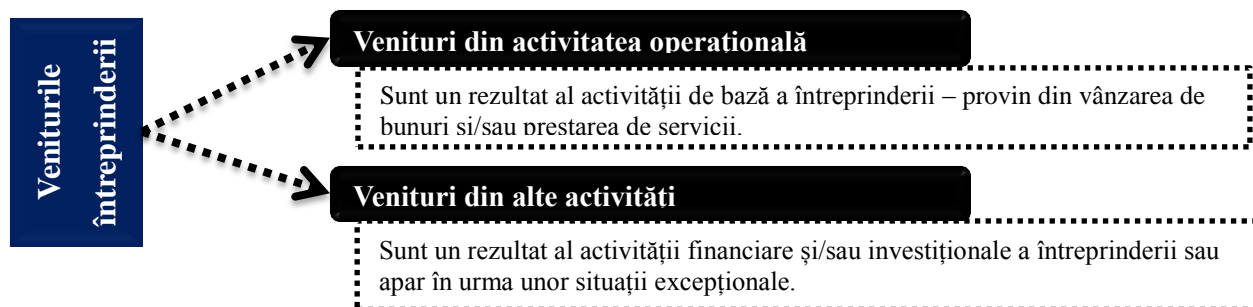 Veniturile
întreprinderii
Venituri din activitatea operațională
Sunt un rezultat al activității de bază a întreprinderii – provin din vânzarea de
bunuri și/sau prestarea de servicii.
Venituri din alte activități
Sunt un rezultat al activității financiare și/sau investiționale a întreprinderii sau
apar în urma unor situații excepționale.